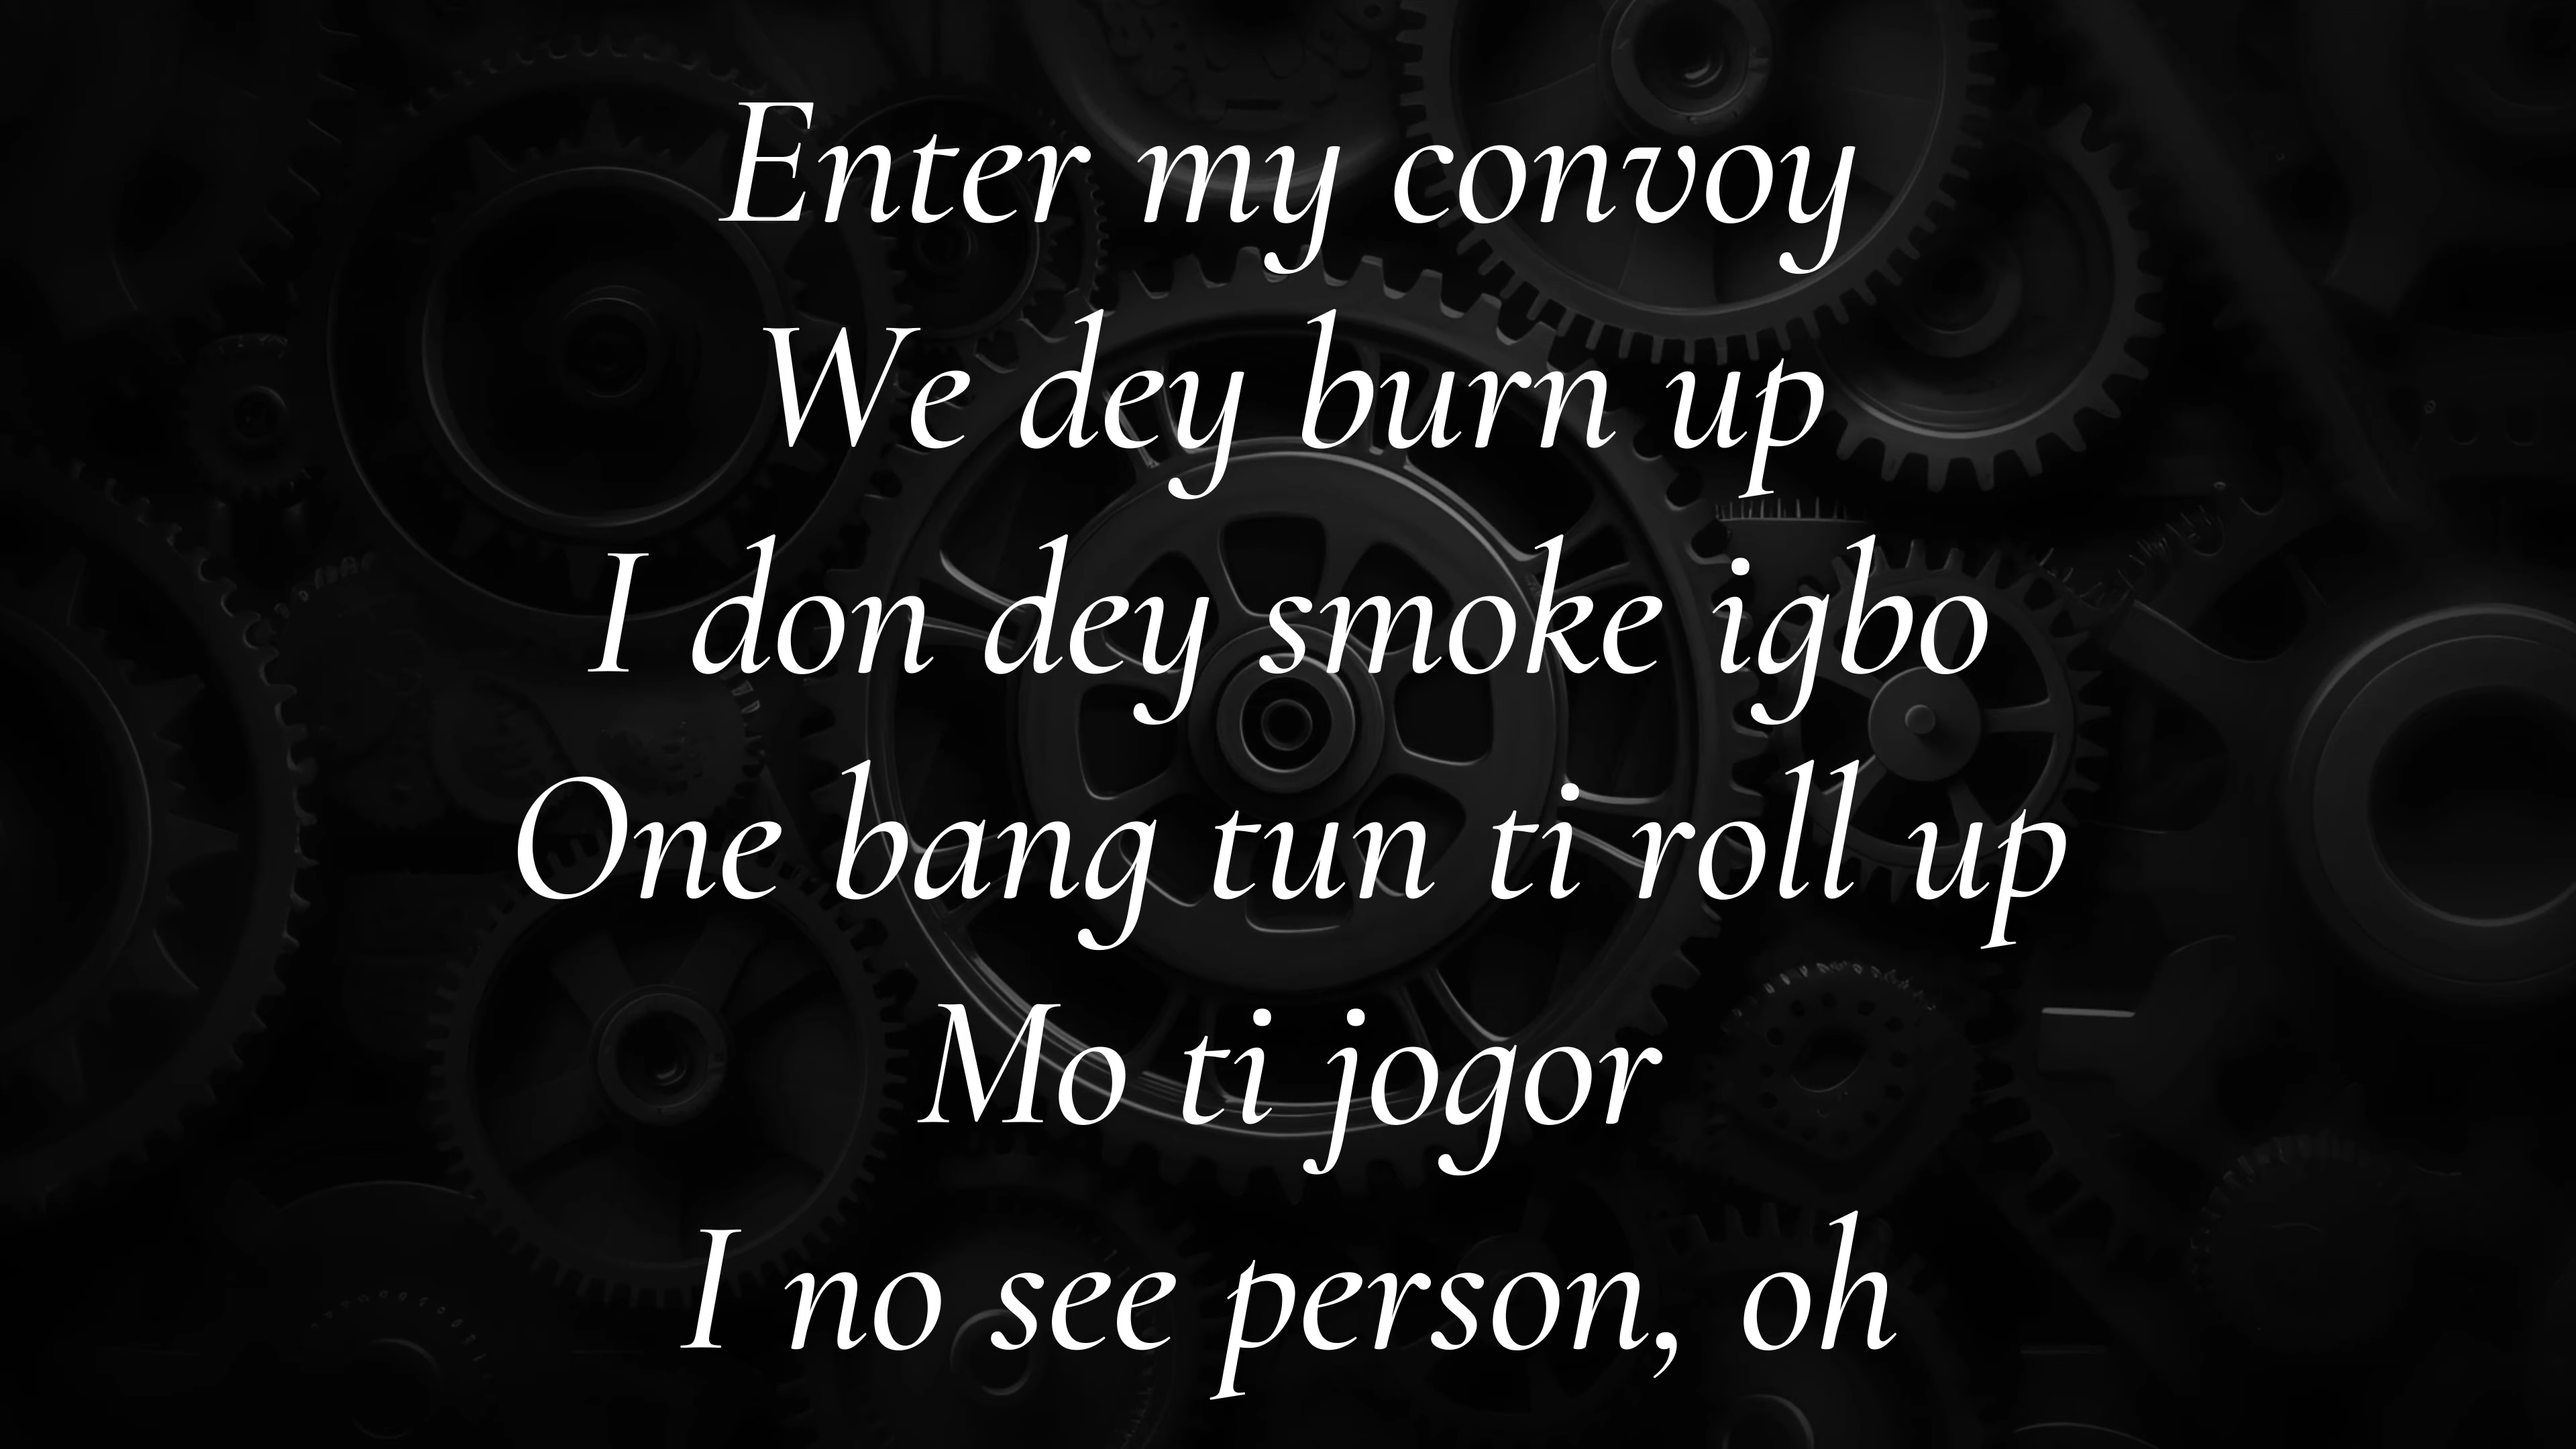 Enter my convoy
We dey burn up
I don dey smoke igbo
One bang tun ti roll up
Mo ti jogor
I no see person, oh